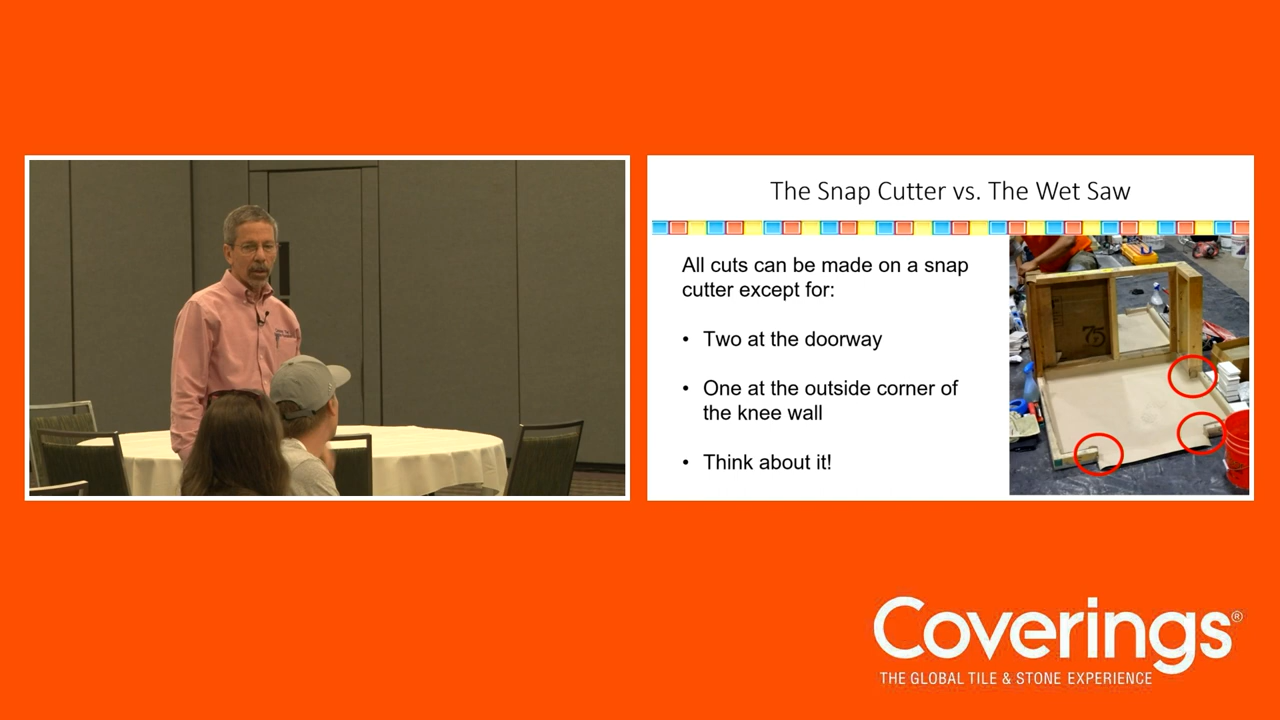 The Snap Cutter vs. The Wet Saw
All cuts can be made on a snap
cutter except for:
• Two at the doorway
• One at the outside corner of
the knee wall
• Think about it!
75
Coverings®
THE GLOBAL TILE & STONE EXPERIENCE